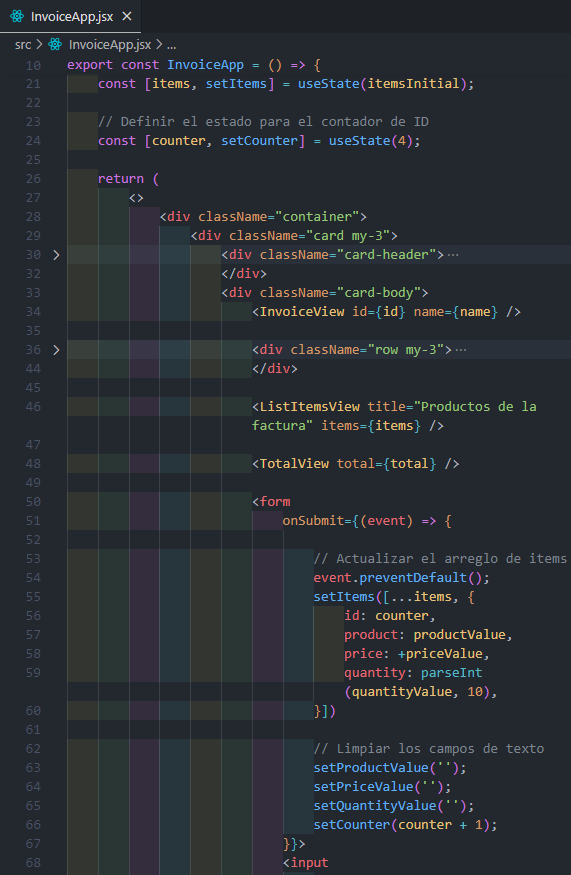 InvoiceApp.jsx ×
src > InvoiceApp.jsx > ...
10 export const InvoiceApp = () => {
21 const [items, setItems] = useState(itemsInitial);
22
23 // Definir el estado para el contador de ID
24 const [counter, setCounter] = useState(4);
25
26 return (
27 <>
28 <div className="container">
29 <div className="card my-3">
30 <div className="card-header">⋯
32 </div>
33 <div className="card-body">
34 <InvoiceView id={id} name={name} />
35
36 <div className="row my-3">⋯
44 </div>
45
46 <ListItemsView title="Productos de la
factura" items={items} />
47
48 <TotalView total={total} />
49
50 <form
51 onSubmit={(event) => {
52
53 // Actualizar el arreglo de items
54 event.preventDefault();
55 setItems([...items, {
56 id: counter,
57 product: productValue,
58 price: +priceValue,
59 quantity: parseInt
(quantityValue, 10),
60 }])
61
62 // Limpiar los campos de texto
63 setProductValue('');
64 setPriceValue('');
65 setQuantityValue('');
66 setCounter(counter + 1);
67 }}>
68 <input